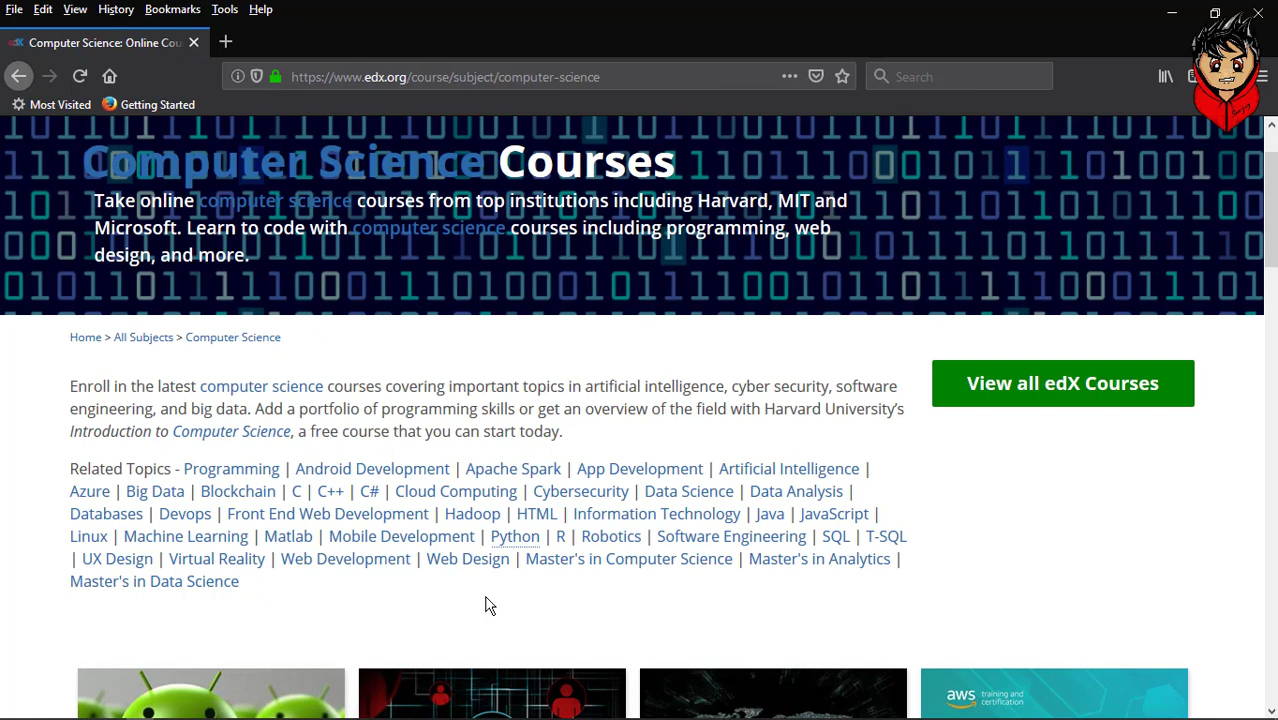 File Edit View History Bookmarks Tools Help
Computer Science: Online Cou
https://www.edx.org/course/subject/computer-science
Search
Most Visited Getting Started
Computer Science Courses
Take online computer science courses from top institutions including Harvard, MIT and
Microsoft. Learn to code with computer science courses including programming, web
design, and more.
Home > All Subjects > Computer Science
Enroll in the latest computer science courses covering important topics in artificial intelligence, cyber security, software
engineering, and big data. Add a portfolio of programming skills or get an overview of the field with Harvard University's
Introduction to Computer Science, a free course that you can start today.
View all edX Courses
Related Topics - Programming | Android Development | Apache Spark | App Development | Artificial Intelligence |
Azure | Big Data | Blockchain | C | C++ | C# | Cloud Computing | Cybersecurity | Data Science | Data Analysis |
Databases | Devops | Front End Web Development | Hadoop | HTML | Information Technology | Java | JavaScript |
Linux | Machine Learning | Matlab | Mobile Development | Python | R | Robotics | Software Engineering | SQL | T-SQL
| UX Design | Virtual Reality | Web Development | Web Design | Master's in Computer Science | Master's in Analytics |
Master's in Data Science
aws training and
certification